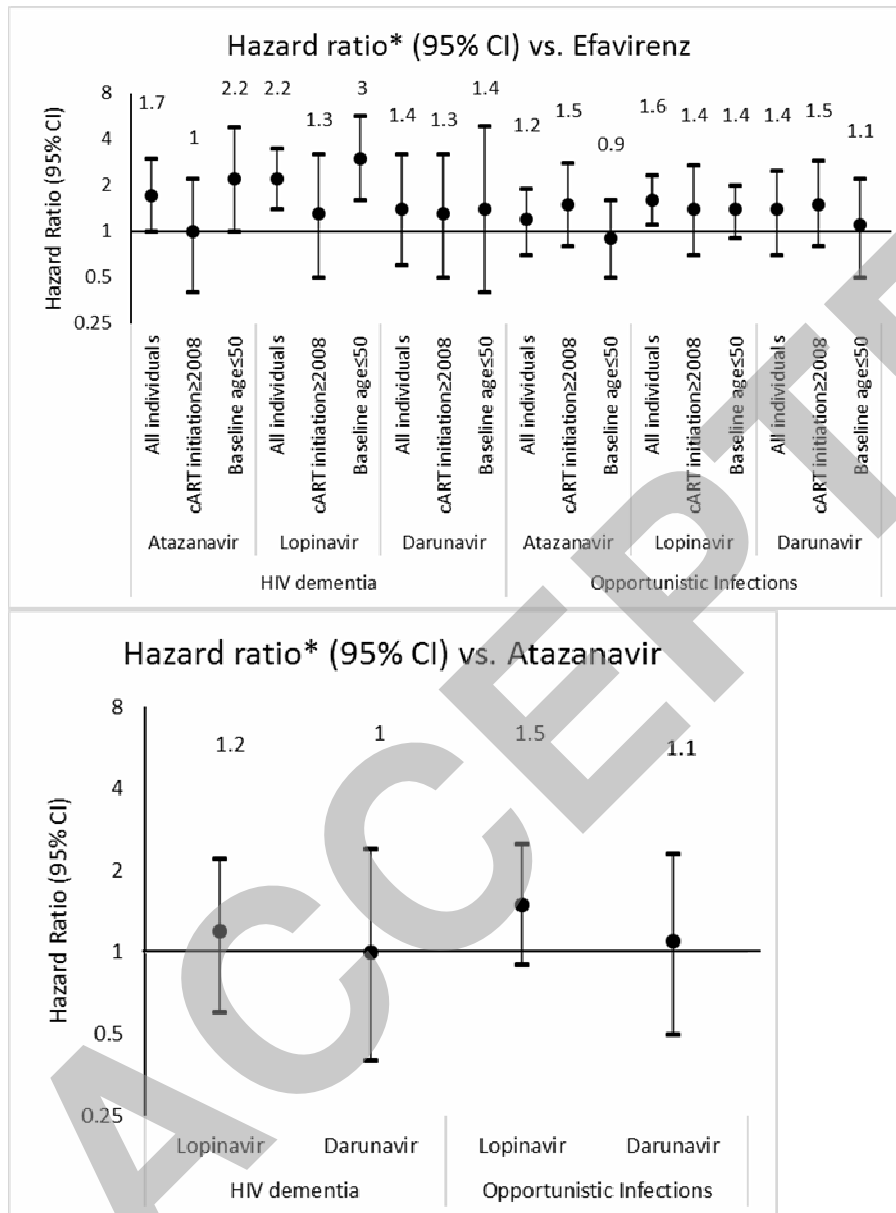 Hazard ratio* (95% CI) vs. Efavirenz
Hazard Ratio (95% CI)
8
4
2
1
0.5
0.25
1.7
1
2.2
2.2
1.3
3
1.4
1.3
1.4
1.2
1.5
0.9
1.6
1.4
1.4
1.4
1.5
1.1
All individuals
cART initiation≥2008
Baseline age≤50
All individuals
cART initiation≥2008
Baseline age≤50
All individuals
cART initiation≥2008
Baseline age≤50
All individuals
cART initiation≥2008
Baseline age≤50
All individuals
cART initiation≥2008
Baseline age≤50
All individuals
cART initiation≥2008
Baseline age≤50
Atazanavir
Lopinavir
Darunavir
Atazanavir
Lopinavir
Darunavir
HIV dementia
Opportunistic Infections
Hazard ratio* (95% CI) vs. Atazanavir
Hazard Ratio (95% CI)
8
4
2
1
0.5
0.25
1.2
1
1.5
1.1
Lopinavir
Darunavir
Lopinavir
Darunavir
HIV dementia
Opportunistic Infections
ACCEPTE